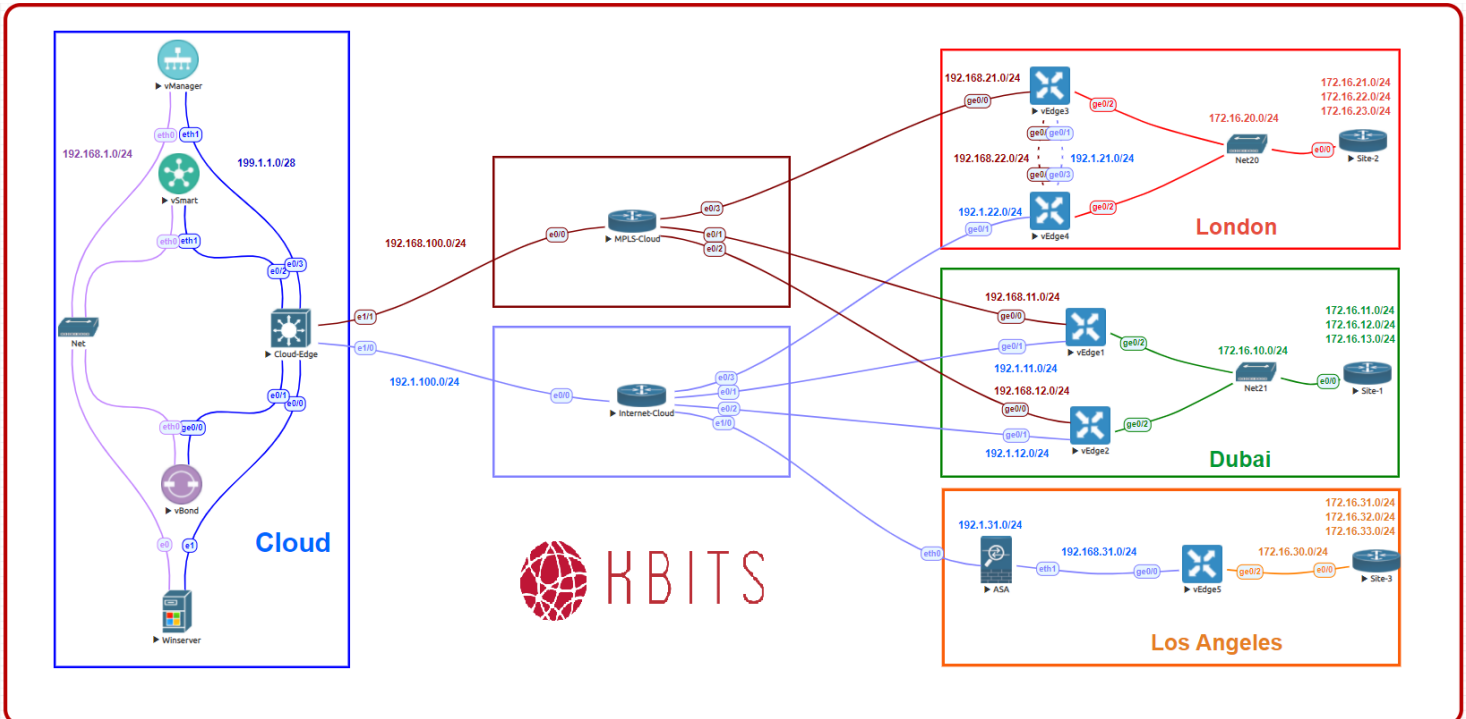 ▶ vManager
eth0
eth1
192.168.1.0/24
199.1.1.0/28
▶ vSmart
eth0
eth1
e0/2
e0/3
Net
▶ Cloud-Edge
e1/1
e1/0
e0/1
e0/0
eth0
ge0/0
▶ vBond
e0
e1
▶ Winserver
Cloud
192.168.100.0/24
192.1.100.0/24
e0/0
▶ MPLS-Cloud
e0/3
e0/1
e0/2
e0/0
▶ Internet-Cloud
e0/3
e0/1
e0/2
e1/0
KBITS
192.168.21.0/24
ge0/0
▶ vEdge3
ge0/2
ge0/1
192.168.22.0/24
192.1.21.0/24
ge0/3
192.1.22.0/24
ge0/1
▶ vEdge4
ge0/2
172.16.20.0/24
Net20
e0/0
▶ Site-2
172.16.21.0/24
172.16.22.0/24
172.16.23.0/24
London
192.168.11.0/24
ge0/0
▶ vEdge1
ge0/1
192.1.11.0/24
ge0/2
192.168.12.0/24
ge0/0
ge0/1
▶ vEdge2
192.1.12.0/24
ge0/2
172.16.10.0/24
Net21
e0/0
▶ Site-1
172.16.11.0/24
172.16.12.0/24
172.16.13.0/24
Dubai
192.1.31.0/24
eth0
▶ ASA
eth1
192.168.31.0/24
ge0/0
▶ vEdge5
ge0/2
172.16.30.0/24
e0/0
▶ Site-3
172.16.31.0/24
172.16.32.0/24
172.16.33.0/24
Los Angeles